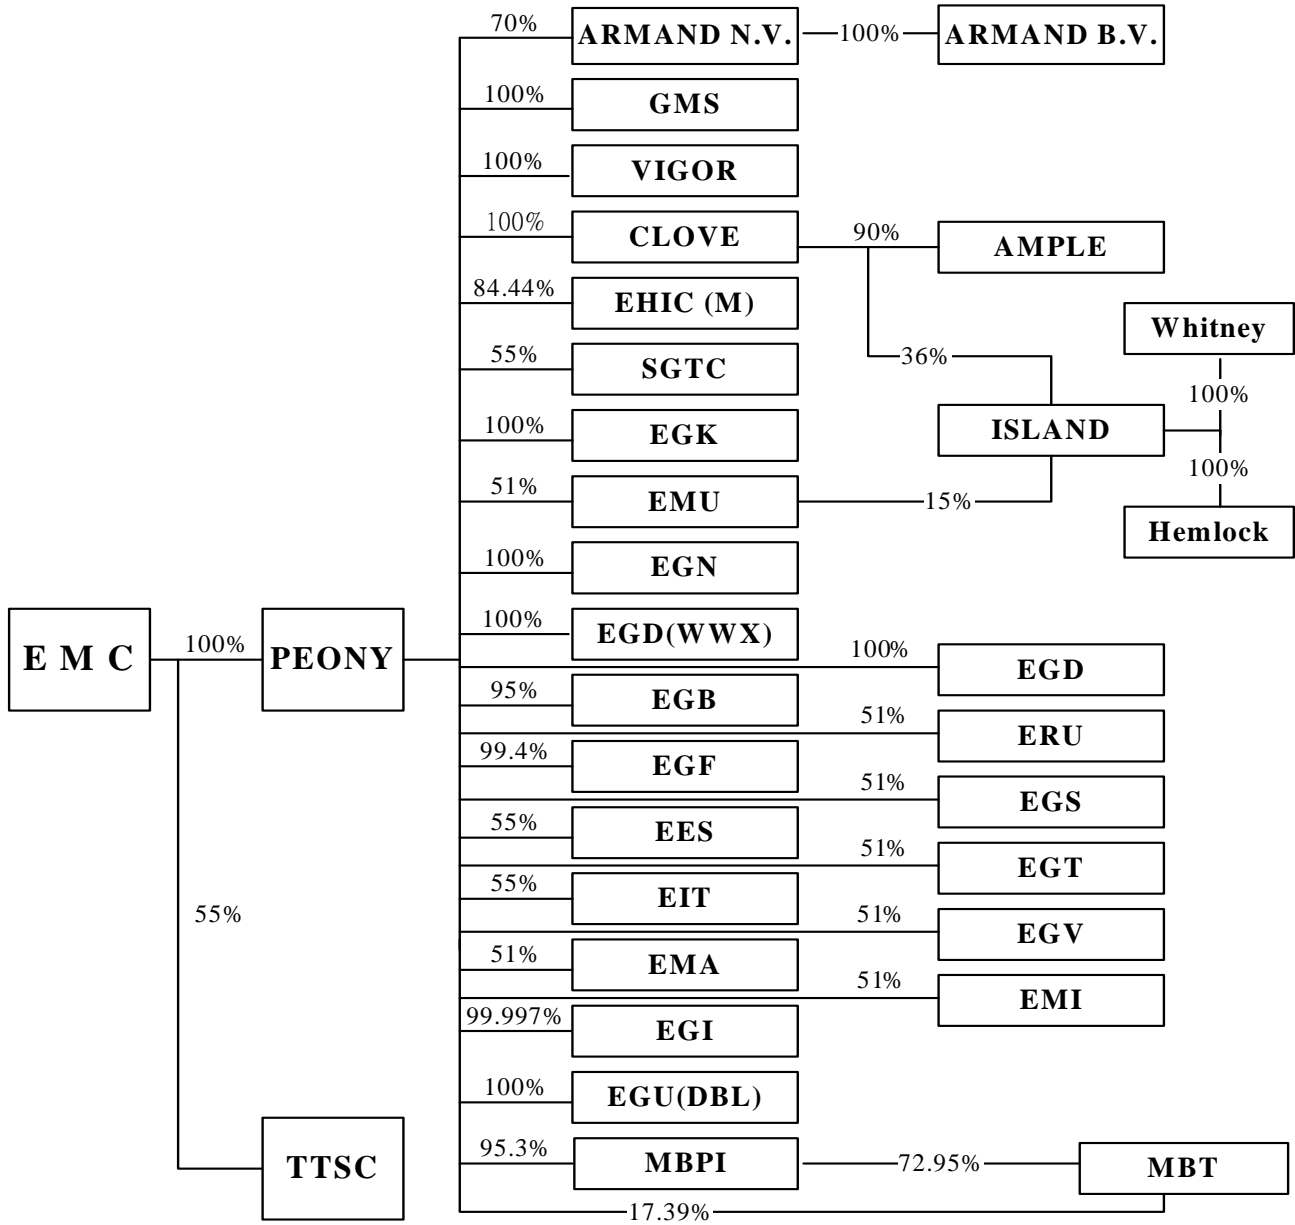 70%
ARMAND N.V.
100%
ARMAND B.V.
100%
GMS
100%
VIGOR
100%
CLOVE
90%
AMPLE
84.44%
EHIC (M)
Whitney
55%
SGTC
36%
100%
100%
EGK
ISLAND
100%
51%
EMU
15%
Hemlock
100%
EGN
100%
EGD(WWX)
E M C
100%
PEONY
100%
EGD
95%
EGB
51%
ERU
99.4%
EGF
51%
EGS
55%
EES
51%
EGT
55%
EIT
55%
51%
EGV
51%
EMA
51%
EMI
99.997%
EGI
100%
EGU(DBL)
TTSC
95.3%
MBPI
72.95%
MBT
17.39%